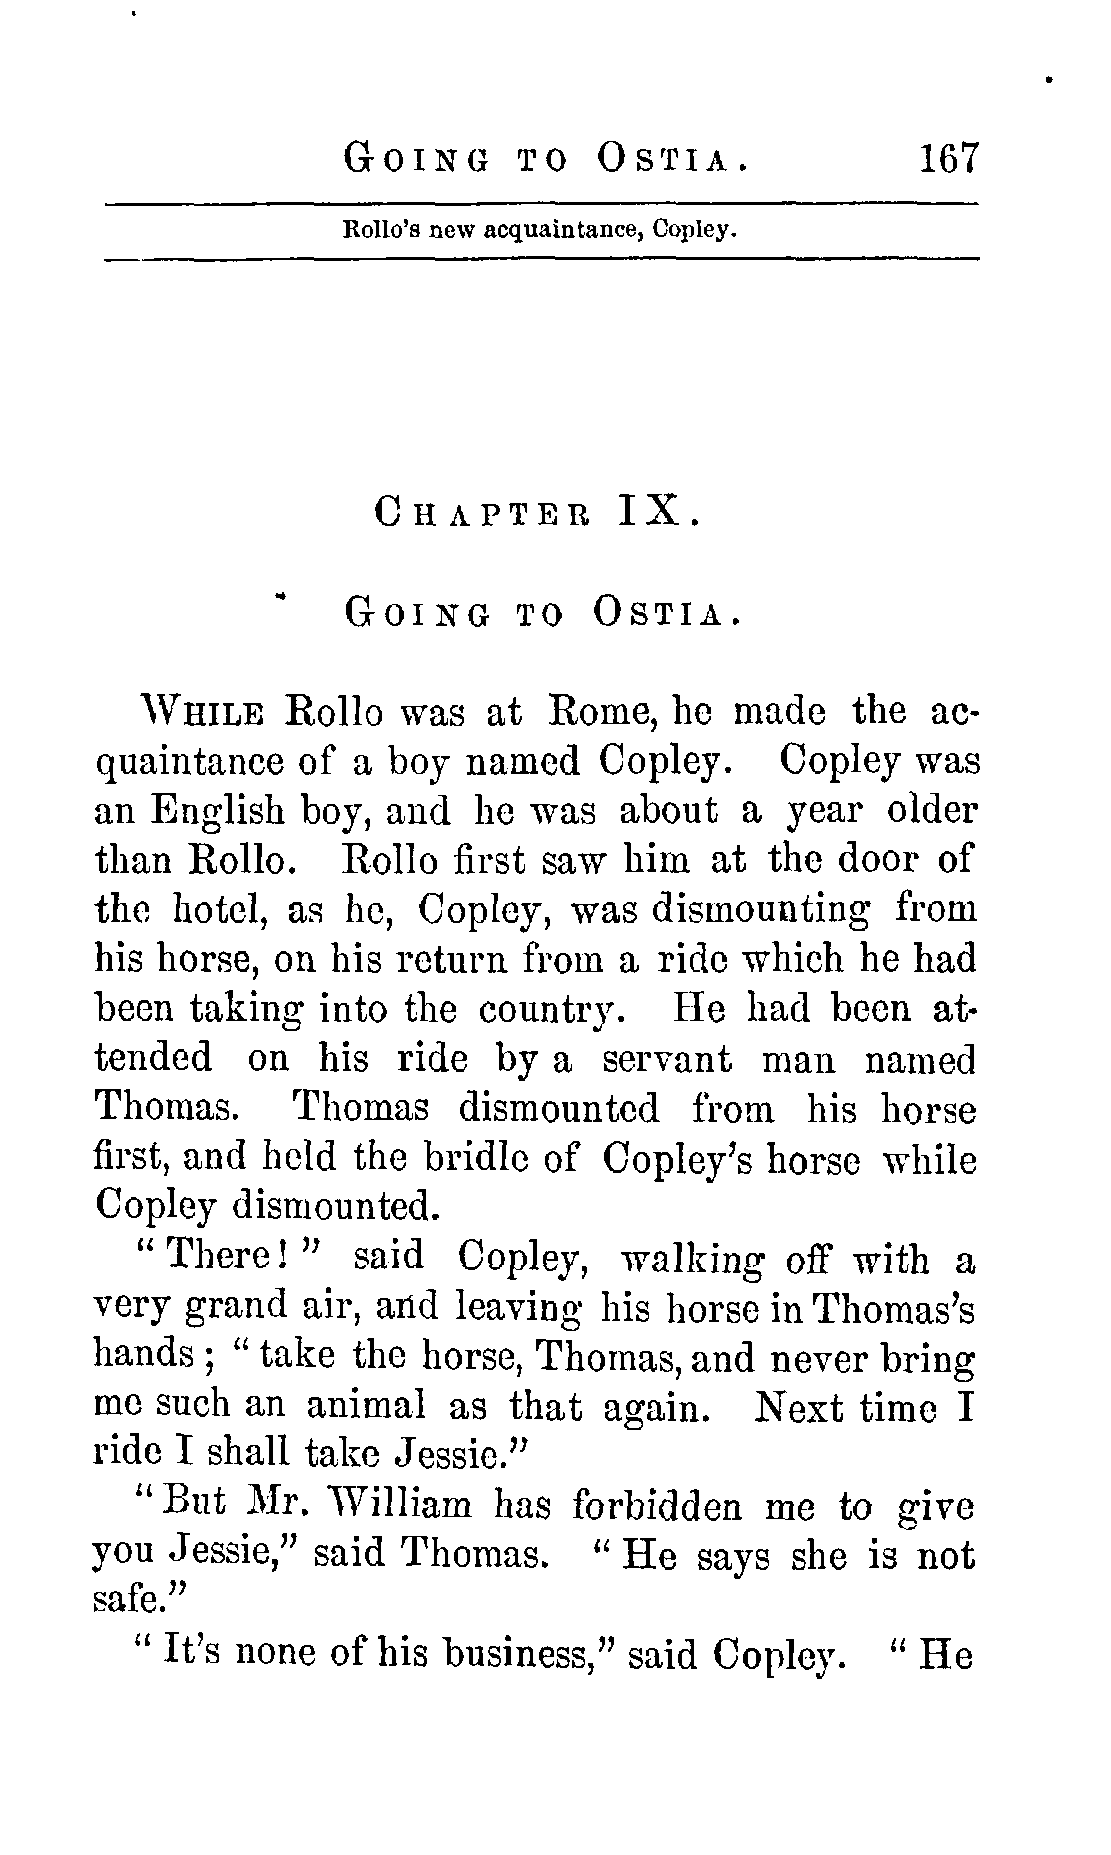 GOING TO OSTIA. 167
Rollo's new acquaintance, Copley.
CHAPTER IX.
GOING TO OSTIA.
WHILE Rollo was at Rome, he made the ac-
quaintance of a boy named Copley. Copley was
an English boy, and he was about a year older
than Rollo. Rollo first saw him at the door of
the hotel, as he, Copley, was dismounting from
his horse, on his return from a ride which he had
been taking into the country. He had been at-
tended on his ride by a servant man named
Thomas. Thomas dismounted from his horse
first, and held the bridle of Copley's horse while
Copley dismounted.
"There!" said Copley, walking off with a
very grand air, and leaving his horse in Thomas's
hands; "take the horse, Thomas, and never bring
me such an animal as that again. Next time I
ride I shall take Jessie."
"But Mr. William has forbidden me to give
you Jessie," said Thomas. "He says she is not
safe."
"It's none of his business," said Copley. "He